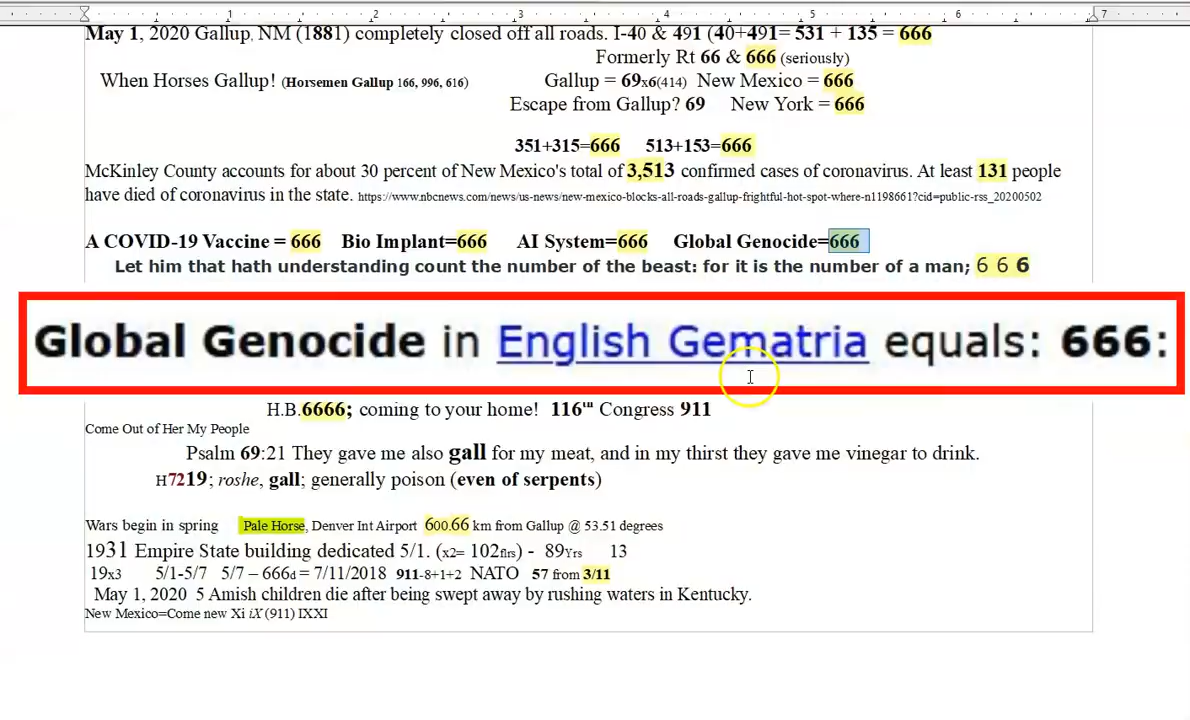 1 2 3 4 5 6 7
May 1, 2020 Gallup, NM (1881) completely closed off all roads. I-40 & 491 (40+491= 531 + 135 = 666
Formerly Rt 66 & 666 (seriously)
When Horses Gallup! (Horsemen Gallup 166, 996, 616) Gallup = 69x6(414) New Mexico = 666
Escape from Gallup? 69 New York = 666
351+315=666 513+153=666
McKinley County accounts for about 30 percent of New Mexico's total of 3,513 confirmed cases of coronavirus. At least 131 people
have died of coronavirus in the state. https://www.nbcnews.com/news/us-news/new-mexico-blocks-all-roads-gallup-frightful-hot-spot-where-n1198661?cid=public-rss_20200502
A COVID-19 Vaccine = 666 Bio Implant=666 AI System=666 Global Genocide=666
Let him that hath understanding count the number of the beast: for it is the number of a man; 6 6 6
Global Genocide in English Gematria equals: 666:
H.B.6666; coming to your home! 116th Congress 911
Come Out of Her My People
Psalm 69:21 They gave me also gall for my meat, and in my thirst they gave me vinegar to drink.
H7219; roshe, gall; generally poison (even of serpents)
Wars begin in spring Pale Horse, Denver Int Airport 600.66 km from Gallup @ 53.51 degrees
1931 Empire State building dedicated 5/1. (x2= 102flrs) - 89Yrs 13
19x3 5/1-5/7 5/7 – 666d = 7/11/2018 911-8+1+2 NATO 57 from 3/11
May 1, 2020 5 Amish children die after being swept away by rushing waters in Kentucky.
New Mexico=Come new Xi iX (911) IXXI